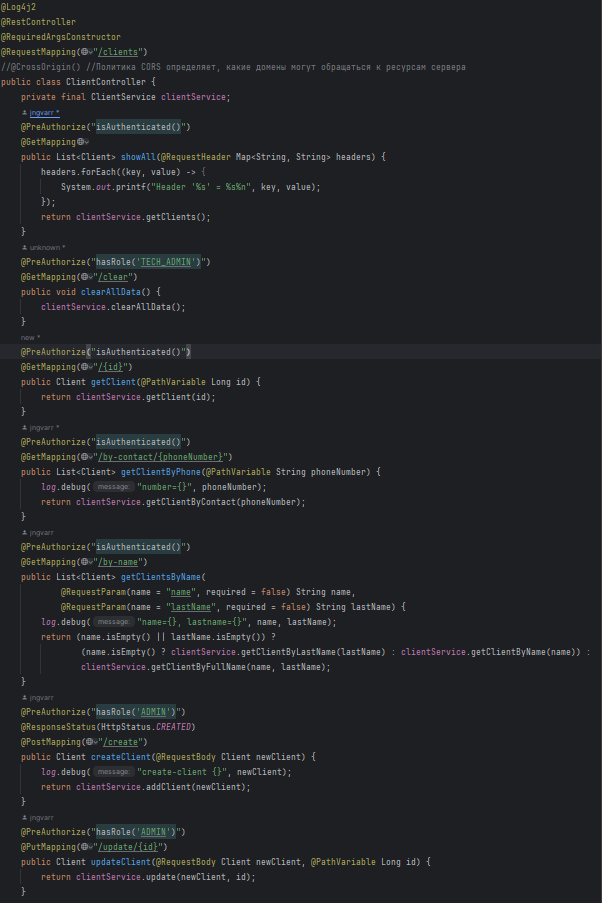 @Log4j2
@RestController
@RequiredArgsConstructor
@RequestMapping("/clients")
//@CrossOrigin() //Политика CORS определяет, какие домены могут обращаться к ресурсам сервера
public class ClientController {
    private final ClientService clientService;
    jngvarr *
    @PreAuthorize("isAuthenticated()")
    @GetMapping
    public List<Client> showAll(@RequestHeader Map<String, String> headers) {
        headers.forEach((key, value) -> {
            System.out.printf("Header '%s' = %s%n", key, value);
        });
        return clientService.getClients();
    }
    unknown *
    @PreAuthorize("hasRole('TECH_ADMIN')")
    @GetMapping("/clear")
    public void clearAllData() {
        clientService.clearAllData();
    }
    new *
    @PreAuthorize("isAuthenticated()")
    @GetMapping("/{id}")
    public Client getClient(@PathVariable Long id) {
        return clientService.getClient(id);
    }
    jngvarr *
    @PreAuthorize("isAuthenticated()")
    @GetMapping("/by-contact/{phoneNumber}")
    public List<Client> getClientByPhone(@PathVariable String phoneNumber) {
        log.debug( message: "number={}", phoneNumber);
        return clientService.getClientByContact(phoneNumber);
    }
    jngvarr
    @PreAuthorize("isAuthenticated()")
    @GetMapping("/by-name")
    public List<Client> getClientsByName(
            @RequestParam(name = "name", required = false) String name,
            @RequestParam(name = "lastName", required = false) String lastName) {
        log.debug( message: "name={}, lastname={}", name, lastName);
        return (name.isEmpty() || lastName.isEmpty()) ?
                (name.isEmpty() ? clientService.getClientByLastName(lastName) : clientService.getClientByName(name)) :
                clientService.getClientByFullName(name, lastName);
    }
    jngvarr
    @PreAuthorize("hasRole('ADMIN')")
    @ResponseStatus(HttpStatus.CREATED)
    @PostMapping("/create")
    public Client createClient(@RequestBody Client newClient) {
        log.debug( message: "create-client {}", newClient);
        return clientService.addClient(newClient);
    }
    jngvarr
    @PreAuthorize("hasRole('ADMIN')")
    @PutMapping("/update/{id}")
    public Client updateClient(@RequestBody Client newClient, @PathVariable Long id) {
        return clientService.update(newClient, id);
    }